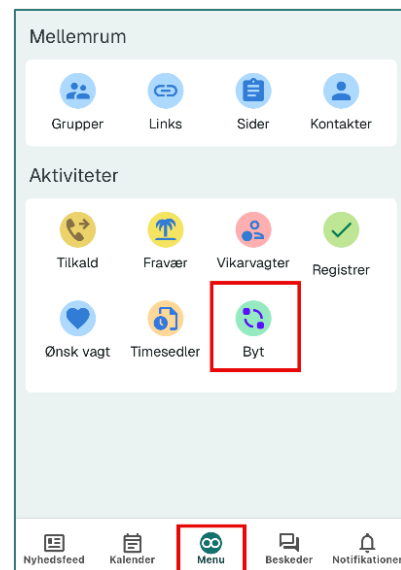 Mellemrum
Grupper Links Sider Kontakter
Aktiviteter
Tilkald Fravær Vikarvagter Registrer
Ønsk vagt Timesedler Byt
Nyhedsfeed Kalender Menu Beskeder Notifikationer